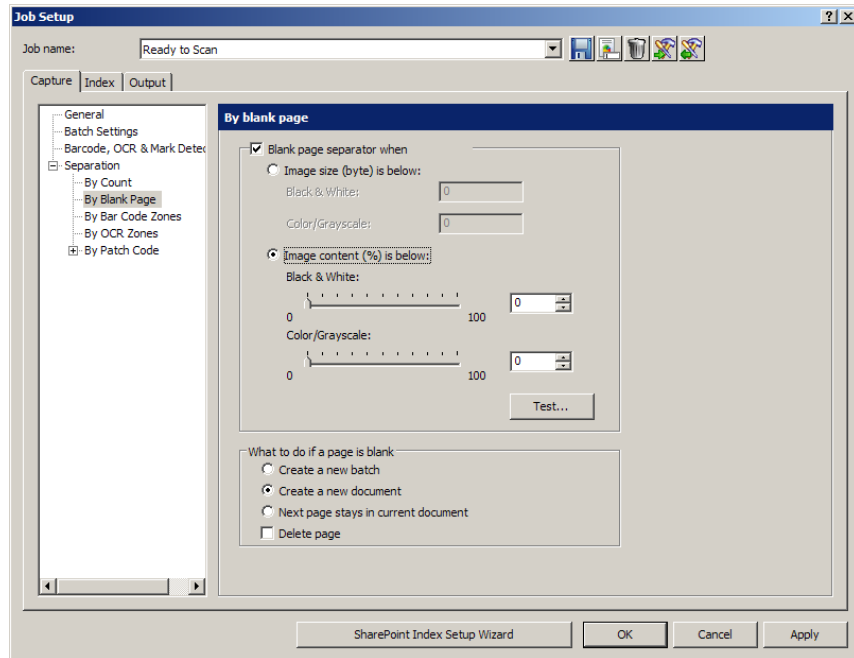 Job Setup
Job name:
Ready to Scan
Capture
Index
Output
General
Batch Settings
Barcode, OCR & Mark Detec
Separation
By Count
By Blank Page
By Bar Code Zones
By OCR Zones
By Patch Code
By blank page
Blank page separator when
Image size (byte) is below:
Black & White:
0
Color/Grayscale:
0
Image content (%) is below:
Black & White:
0
0 100
Color/Grayscale:
0
0 100
Test...
What to do if a page is blank
Create a new batch
Create a new document
Next page stays in current document
Delete page
SharePoint Index Setup Wizard
OK
Cancel
Apply